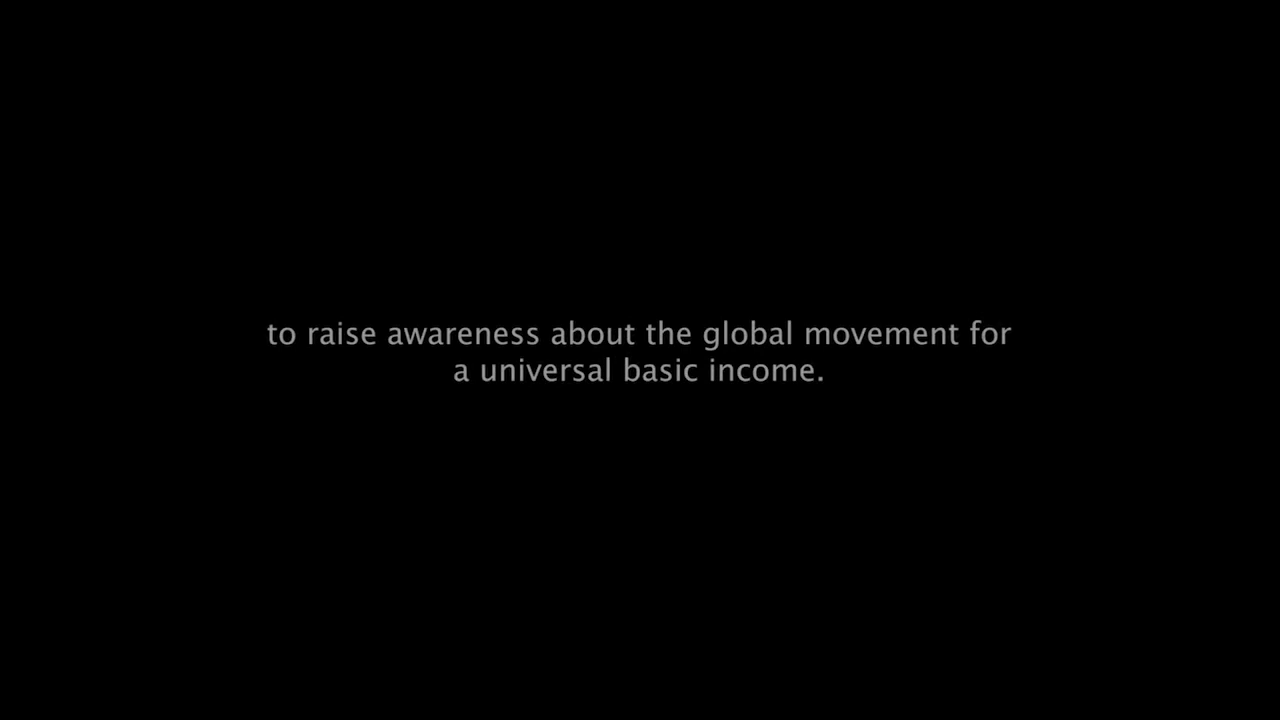 to raise awareness about the global movement for
a universal basic income.